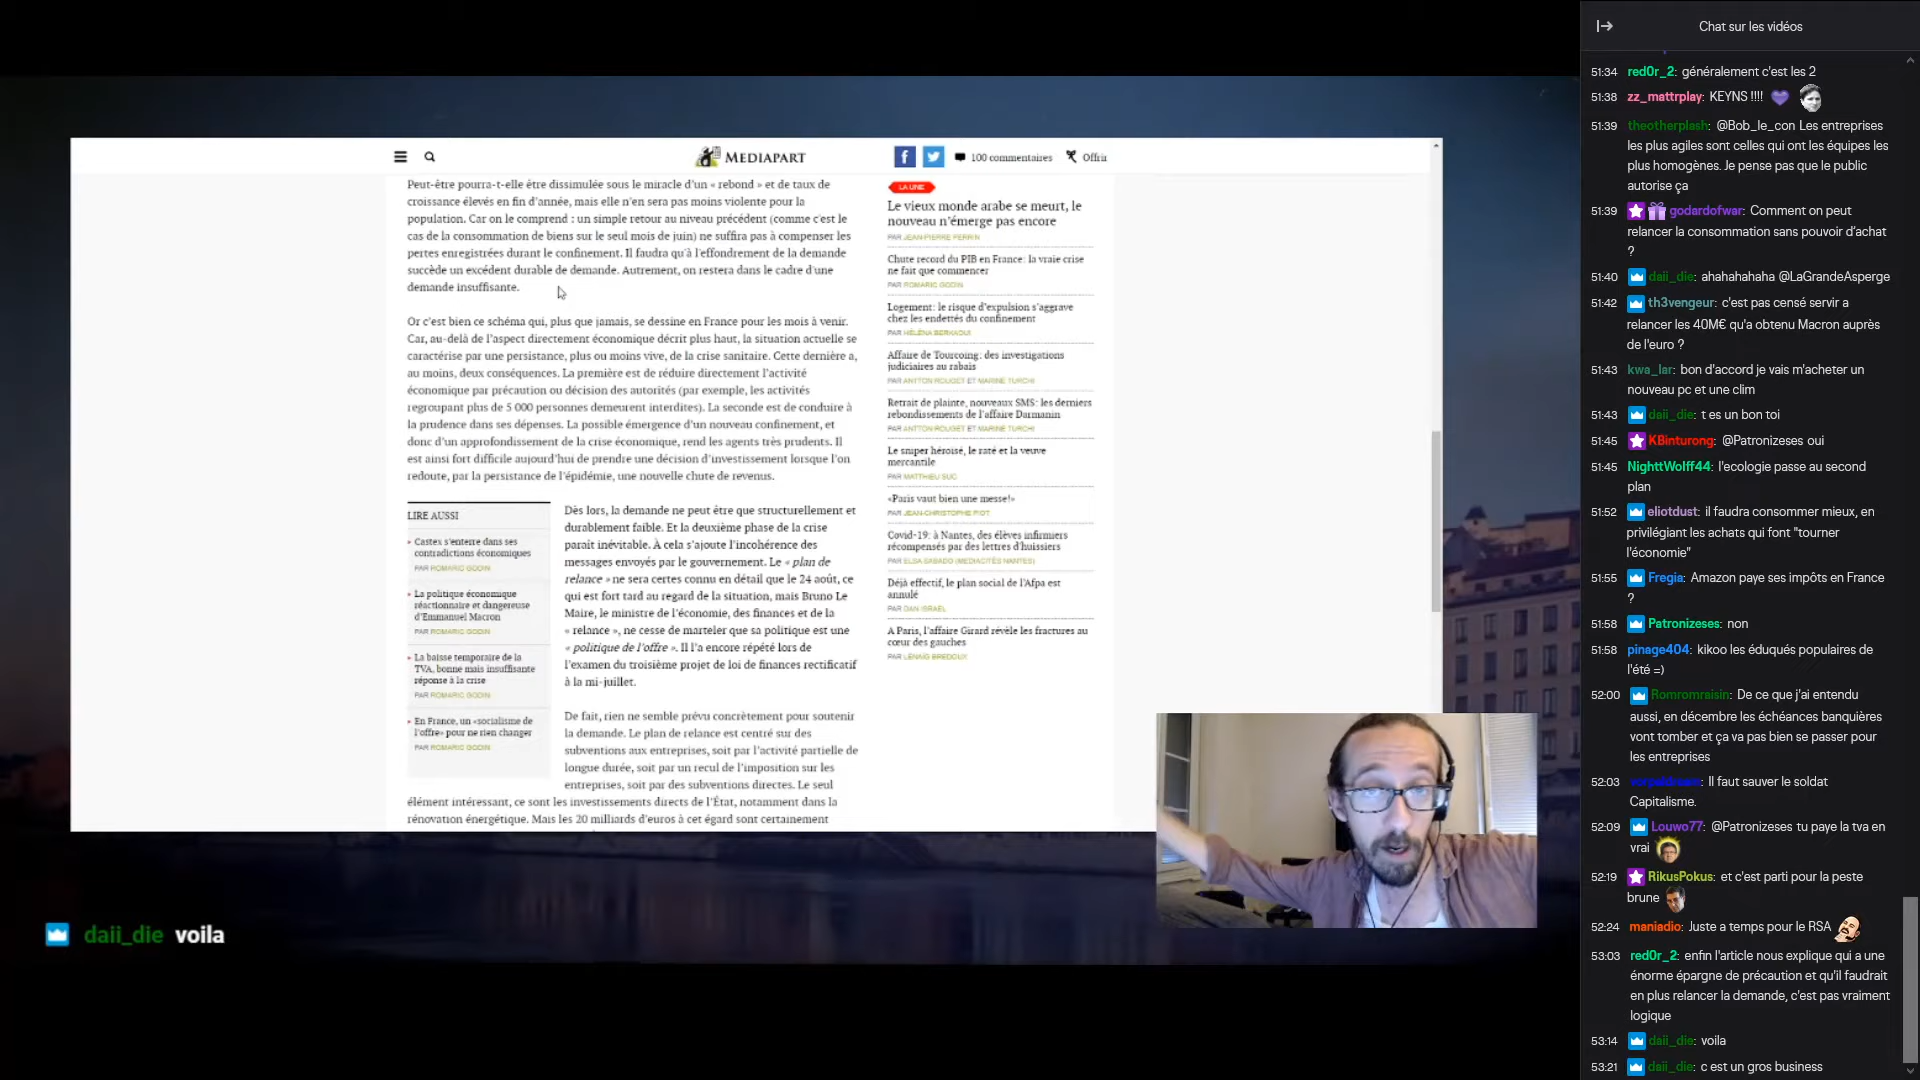 MEDIAPART
100 commentaires
Offrir
Peut-être pourra-t-elle être dissimulée sous le miracle d'un « rebond » et de taux de
croissance élevés en fin d'année, mais elle n'en sera pas moins violente pour la
population. Car on le comprend : un simple retour au niveau précédent (comme c'est le
cas de la consommation de biens sur le seul mois de juin) ne suffira pas à compenser les
pertes enregistrées durant le confinement. Il faudra qu'à l'effondrement de la demande
succède un excédent durable de demande. Autrement, on restera dans le cadre d'une
demande insuffisante.
Or c'est bien ce schéma qui, plus que jamais, se dessine en France pour les mois à venir.
Car, au-delà de l'aspect directement économique décrit plus haut, la situation actuelle se
caractérise par une persistance, plus ou moins vive, de la crise sanitaire. Cette dernière a,
au moins, deux conséquences. La première est de réduire directement l'activité
économique par précaution ou décision des autorités (par exemple, les activités
regroupant plus de 5 000 personnes demeurent interdites). La seconde est de conduire à
la prudence dans ses dépenses. La possible émergence d'un nouveau confinement, et
donc d'un approfondissement de la crise économique, rend les agents très prudents. Il
est ainsi fort difficile aujourd'hui de prendre une décision d'investissement lorsque l'on
redoute, par la persistance de l'épidémie, une nouvelle chute de revenus.
LIRE AUSSI
Castex s'enterre dans ses
contradictions économiques
PAR ROMARIC GODIN
La politique économique
réactionnaire et dangereuse
d'Emmanuel Macron
PAR ROMARIC GODIN
La baisse temporaire de la
TVA, bonne mais insuffisante
réponse à la crise
PAR ROMARIC GODIN
En France, un «socialisme de
l'offre» pour ne rien changer
PAR ROMARIC GODIN
Dès lors, la demande ne peut être que structurellement et
durablement faible. Et la deuxième phase de la crise
paraît inévitable. À cela s'ajoute l'incohérence des
messages envoyés par le gouvernement. Le « plan de
relance » ne sera certes connu en détail que le 24 août, ce
qui est fort tard au regard de la situation, mais Bruno Le
Maire, le ministre de l'économie, des finances et de la
« relance », ne cesse de marteler que sa politique est une
« politique de l'offre ». Il l'a encore répété lors de
l'examen du troisième projet de loi de finances rectificatif
à la mi-juillet.
De fait, rien ne semble prévu concrètement pour soutenir
la demande. Le plan de relance est centré sur des
subventions aux entreprises, soit par l'activité partielle de
longue durée, soit par un recul de l'imposition sur les
entreprises, soit par des subventions directes. Le seul
élément intéressant, ce sont les investissements directs de l'État, notamment dans la
rénovation énergétique. Mais les 20 milliards d'euros à cet égard sont certainement
LA UNE
Le vieux monde arabe se meurt, le
nouveau n'émerge pas encore
PAR JEAN-PIERRE PERRIN
Chute record du PIB en France: la vraie crise
ne fait que commencer
PAR ROMARIC GODIN
Logement: le risque d'expulsion s'aggrave
chez les endettés du confinement
PAR HÉLÉNA BERKAOUI
Affaire de Tourcoing: des investigations
judiciaires au rabais
PAR ANTTON ROUGET ET MARINE TURCHI
Retrait de plainte, nouveaux SMS: les derniers
rebondissements de l'affaire Darmanin
PAR ANTTON ROUGET ET MARINE TURCHI
Le sniper héroïsé, le raté et la veuve
mercantile
PAR MATTHIEU SUC
«Paris vaut bien une messe!»
PAR JEAN-CHRISTOPHE PIOT
Covid-19: à Nantes, des élèves infirmiers
récompensés par des lettres d'huissiers
PAR ELSA SABADO (MEDIACITÉS NANTES)
Déjà effectif, le plan social de l'Afpa est
annulé
PAR DAN ISRAEL
A Paris, l'affaire Girard révèle les fractures au
cœur des gauches
PAR LÉNAÏG BREDOUX
daii_die voila
Chat sur les vidéos
51:34 red0r_2: généralement c'est les 2
51:38 zz_mattrplay: KEYNS !!!!
51:39 theotherplash: @Bob_le_con Les entreprises
les plus agiles sont celles qui ont les équipes les
plus homogènes. Je pense pas que le public
autorise ça
51:39 godardofwar: Comment on peut
relancer la consommation sans pouvoir d'achat
?
51:40 daii_die: ahahahahaha @LaGrandeAsperge
51:42 th3vengeur: c'est pas censé servir a
relancer les 40M€ qu'a obtenu Macron auprès
de l'euro ?
51:43 kwa_lar: bon d'accord je vais m'acheter un
nouveau pc et une clim
51:43 daii_die: t es un bon toi
51:45 KBinturong: @Patronizeses oui
51:45 NighttWolff44: l'ecologie passe au second
plan
51:52 eliotdust: il faudra consommer mieux, en
privilégiant les achats qui font "tourner
l'économie"
51:55 Fregia: Amazon paye ses impôts en France
?
51:58 Patronizeses: non
51:58 pinage404: kikoo les éduqués populaires de
l'été =)
52:00 Romromraisin: De ce que j'ai entendu
aussi, en décembre les échéances banquières
vont tomber et ça va pas bien se passer pour
les entreprises
52:03 Il faut sauver le soldat
Capitalisme.
52:09 Louwo77: @Patronizeses tu paye la tva en
vrai
52:19 RikusPokus: et c'est parti pour la peste
brune
52:24 maniadio: Juste a temps pour le RSA
53:03 red0r_2: enfin l'article nous explique qui a une
énorme épargne de précaution et qu'il faudrait
en plus relancer la demande, c'est pas vraiment
logique
53:14 daii_die: voila
53:21 daii_die: c est un gros business